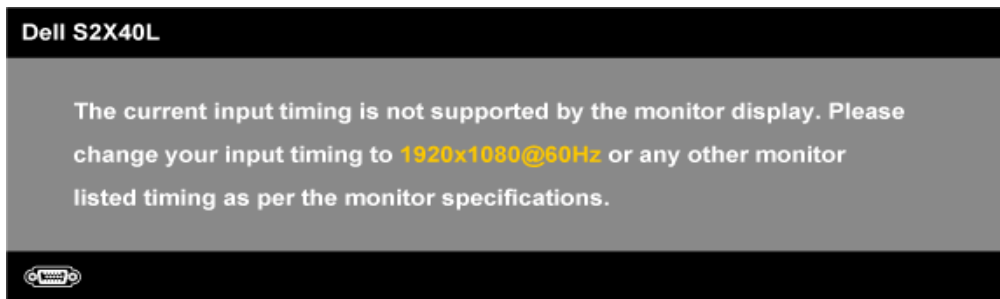 Dell S2X40L
The current input timing is not supported by the monitor display. Please
change your input timing to 1920x1080@60Hz or any other monitor
listed timing as per the monitor specifications.